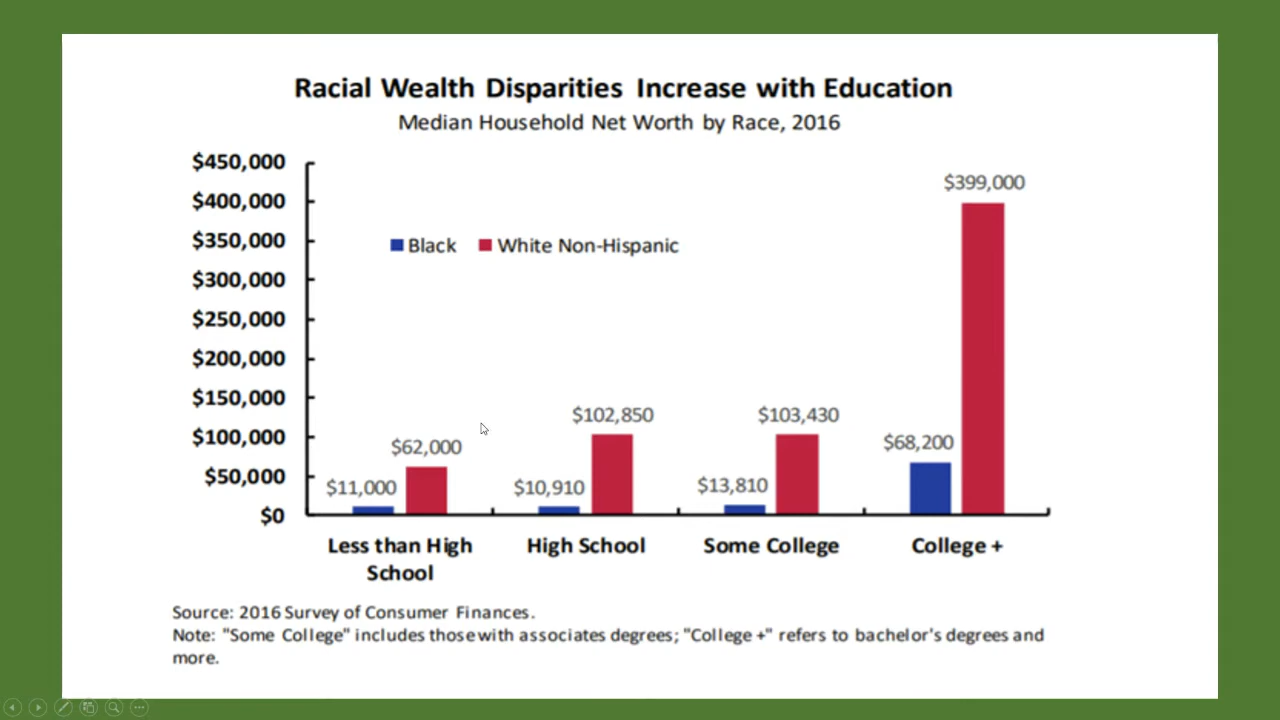 Racial Wealth Disparities Increase with Education
Median Household Net Worth by Race, 2016
$450,000
$400,000
$350,000
$300,000
$250,000
$200,000
$150,000
$100,000
$50,000
$0
Black
White Non-Hispanic
$11,000
$62,000
$10,910
$102,850
$13,810
$103,430
$68,200
$399,000
Less than High
School
High School
Some College
College +
Source: 2016 Survey of Consumer Finances.
Note: "Some College" includes those with associates degrees; "College +" refers to bachelor's degrees and
more.